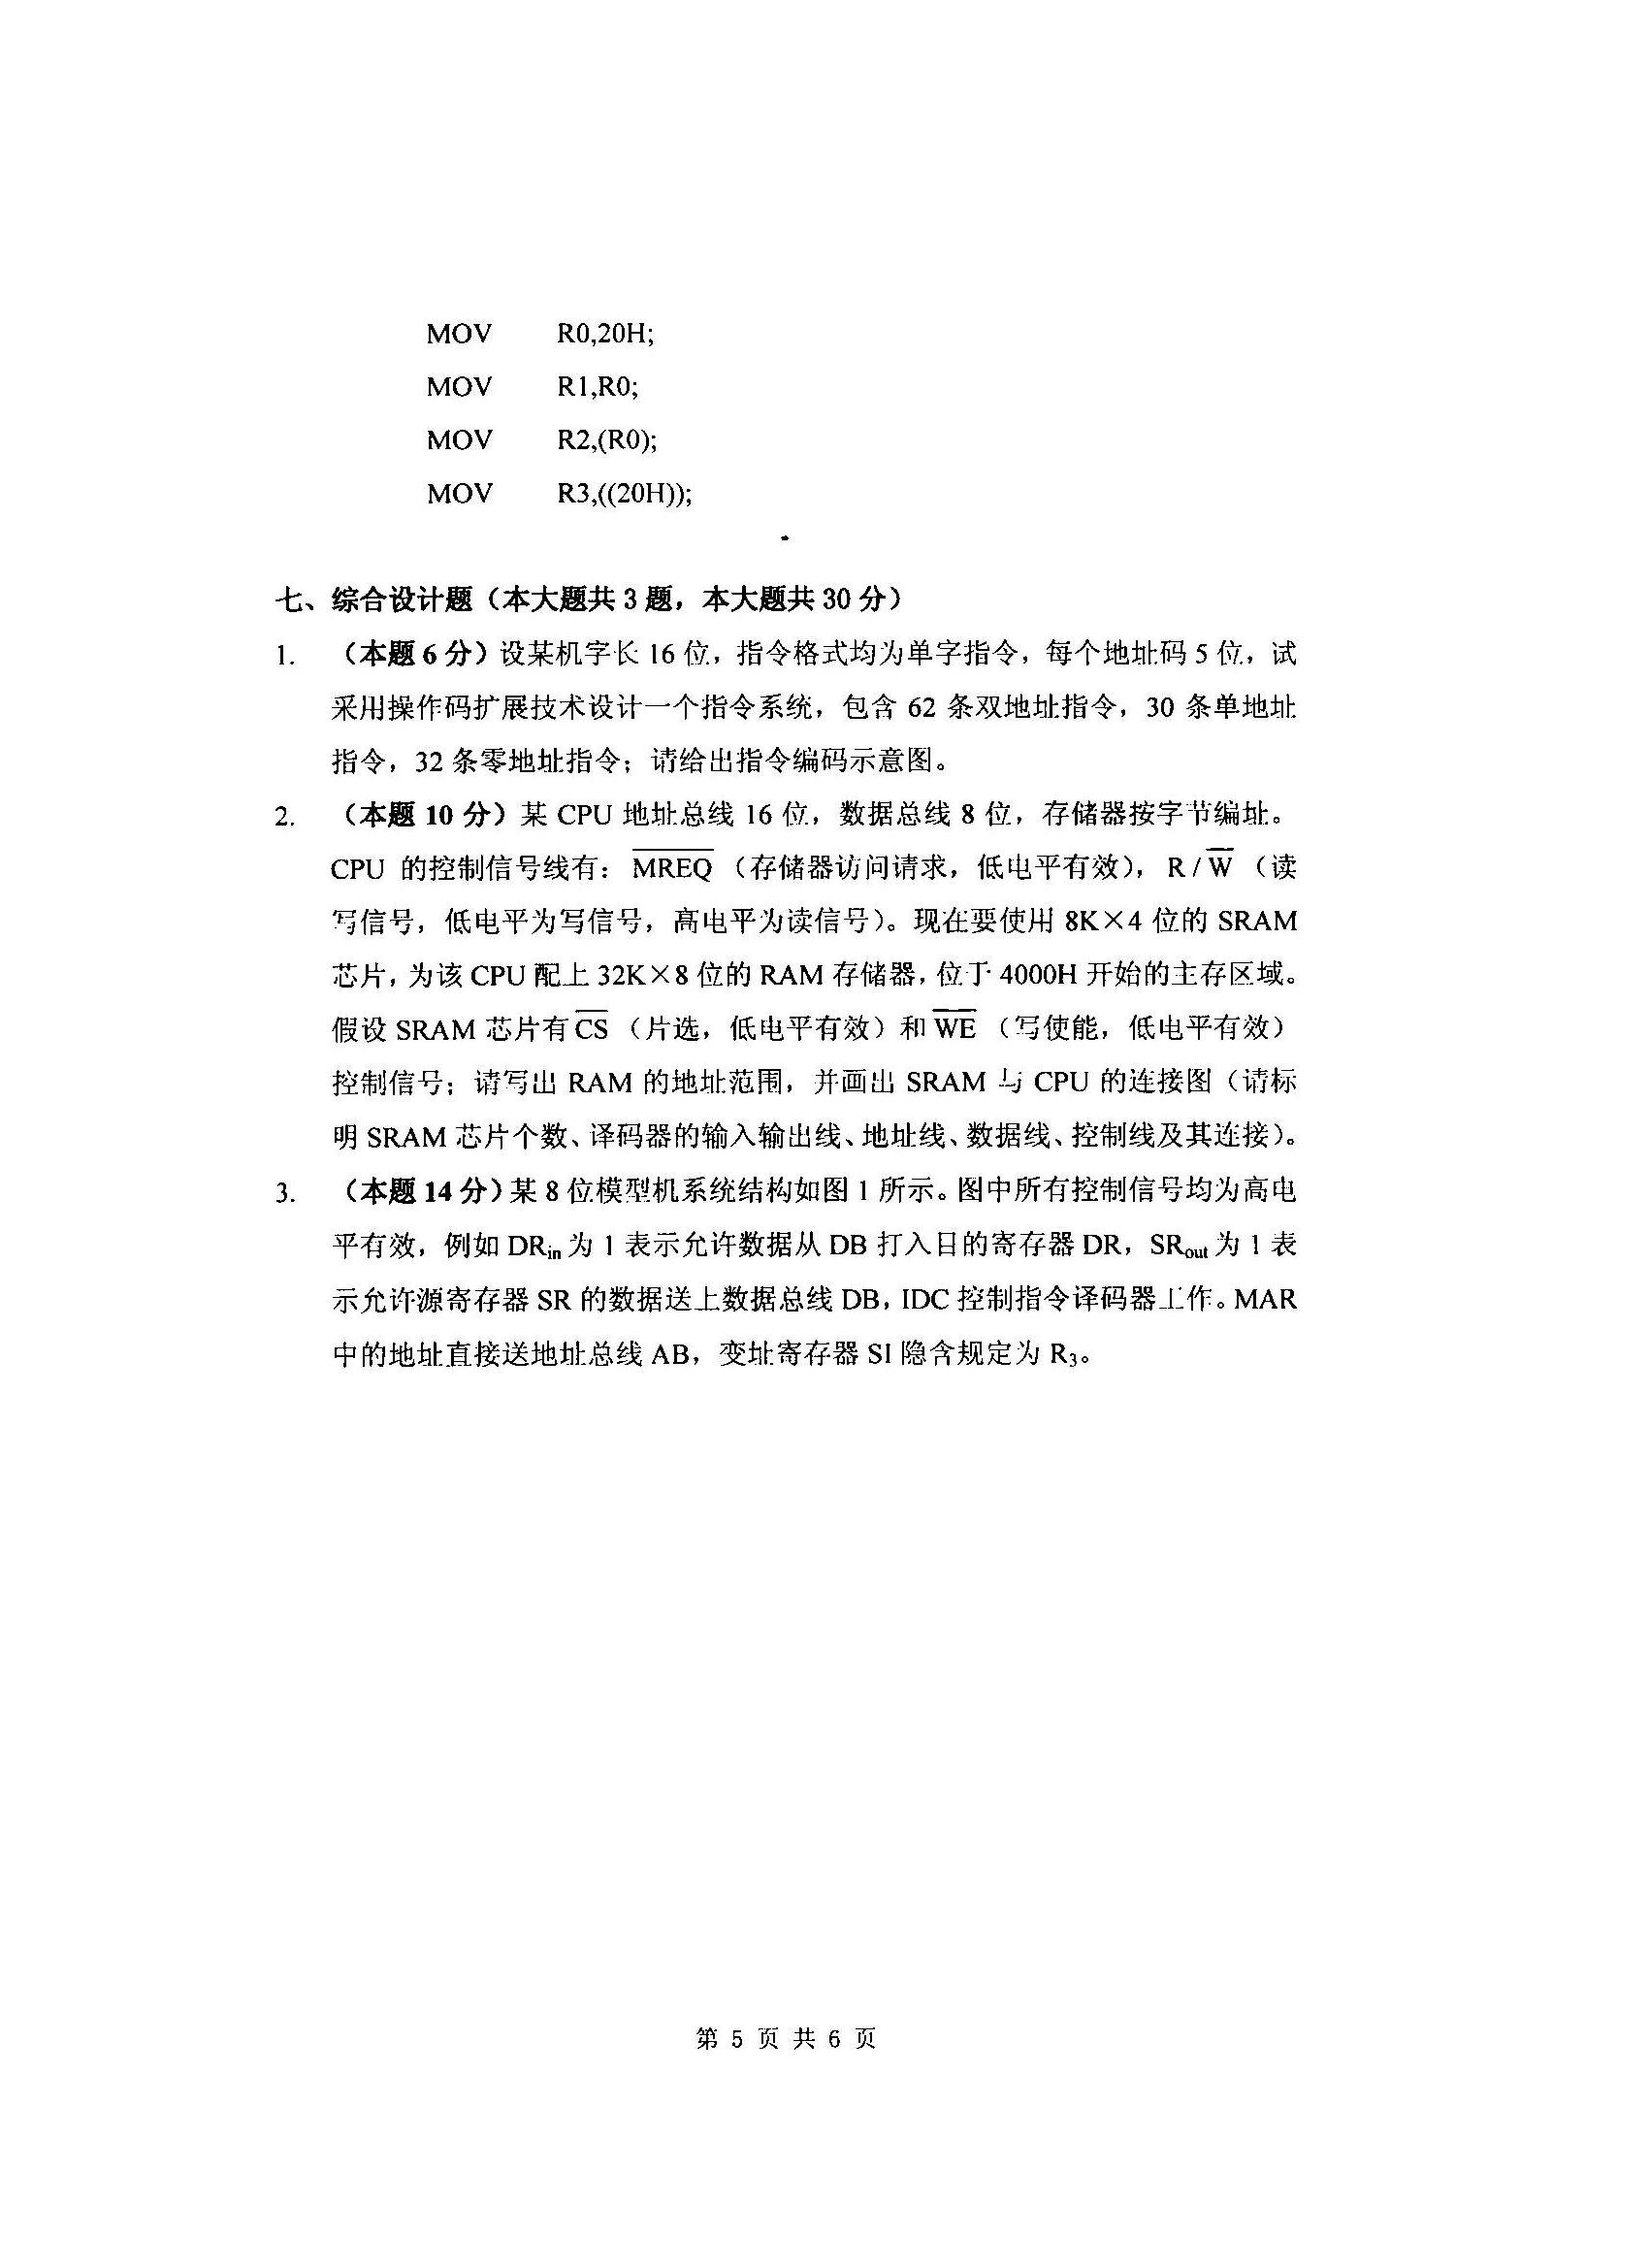 MOV R0,20H;
MOV R1,R0;
MOV R2,(R0);
MOV R3,((20H));
七、综合设计题（本大题共 3 题，本大题共 30 分）
1. （本题 6 分）设某机字长 16 位，指令格式均为单字指令，每个地址码 5 位，试
采用操作码扩展技术设计一个指令系统，包含 62 条双地址指令，30 条单地址
指令，32 条零地址指令；请给出指令编码示意图。
2. （本题 10 分）某 CPU 地址总线 16 位，数据总线 8 位，存储器按字节编址。
CPU 的控制信号线有：M̅R̅E̅Q̅（存储器访问请求，低电平有效），R / W̅（读
写信号，低电平为写信号，高电平为读信号）。现在要使用 8K×4 位的 SRAM
芯片，为该 CPU 配上 32K×8 位的 RAM 存储器，位于 4000H 开始的主存区域。
假设 SRAM 芯片有 C̅S̅（片选，低电平有效）和 W̅E̅（写使能，低电平有效）
控制信号；请写出 RAM 的地址范围，并画出 SRAM 与 CPU 的连接图（请标
明 SRAM 芯片个数、译码器的输入输出线、地址线、数据线、控制线及其连接）。
3. （本题 14 分）某 8 位模型机系统结构如图 1 所示。图中所有控制信号均为高电
平有效，例如 DRin 为 1 表示允许数据从 DB 打入目的寄存器 DR，SRout 为 1 表
示允许源寄存器 SR 的数据送上数据总线 DB，IDC 控制指令译码器工作。MAR
中的地址直接送地址总线 AB，变址寄存器 SI 隐含规定为 R3。
第 5 页 共 6 页